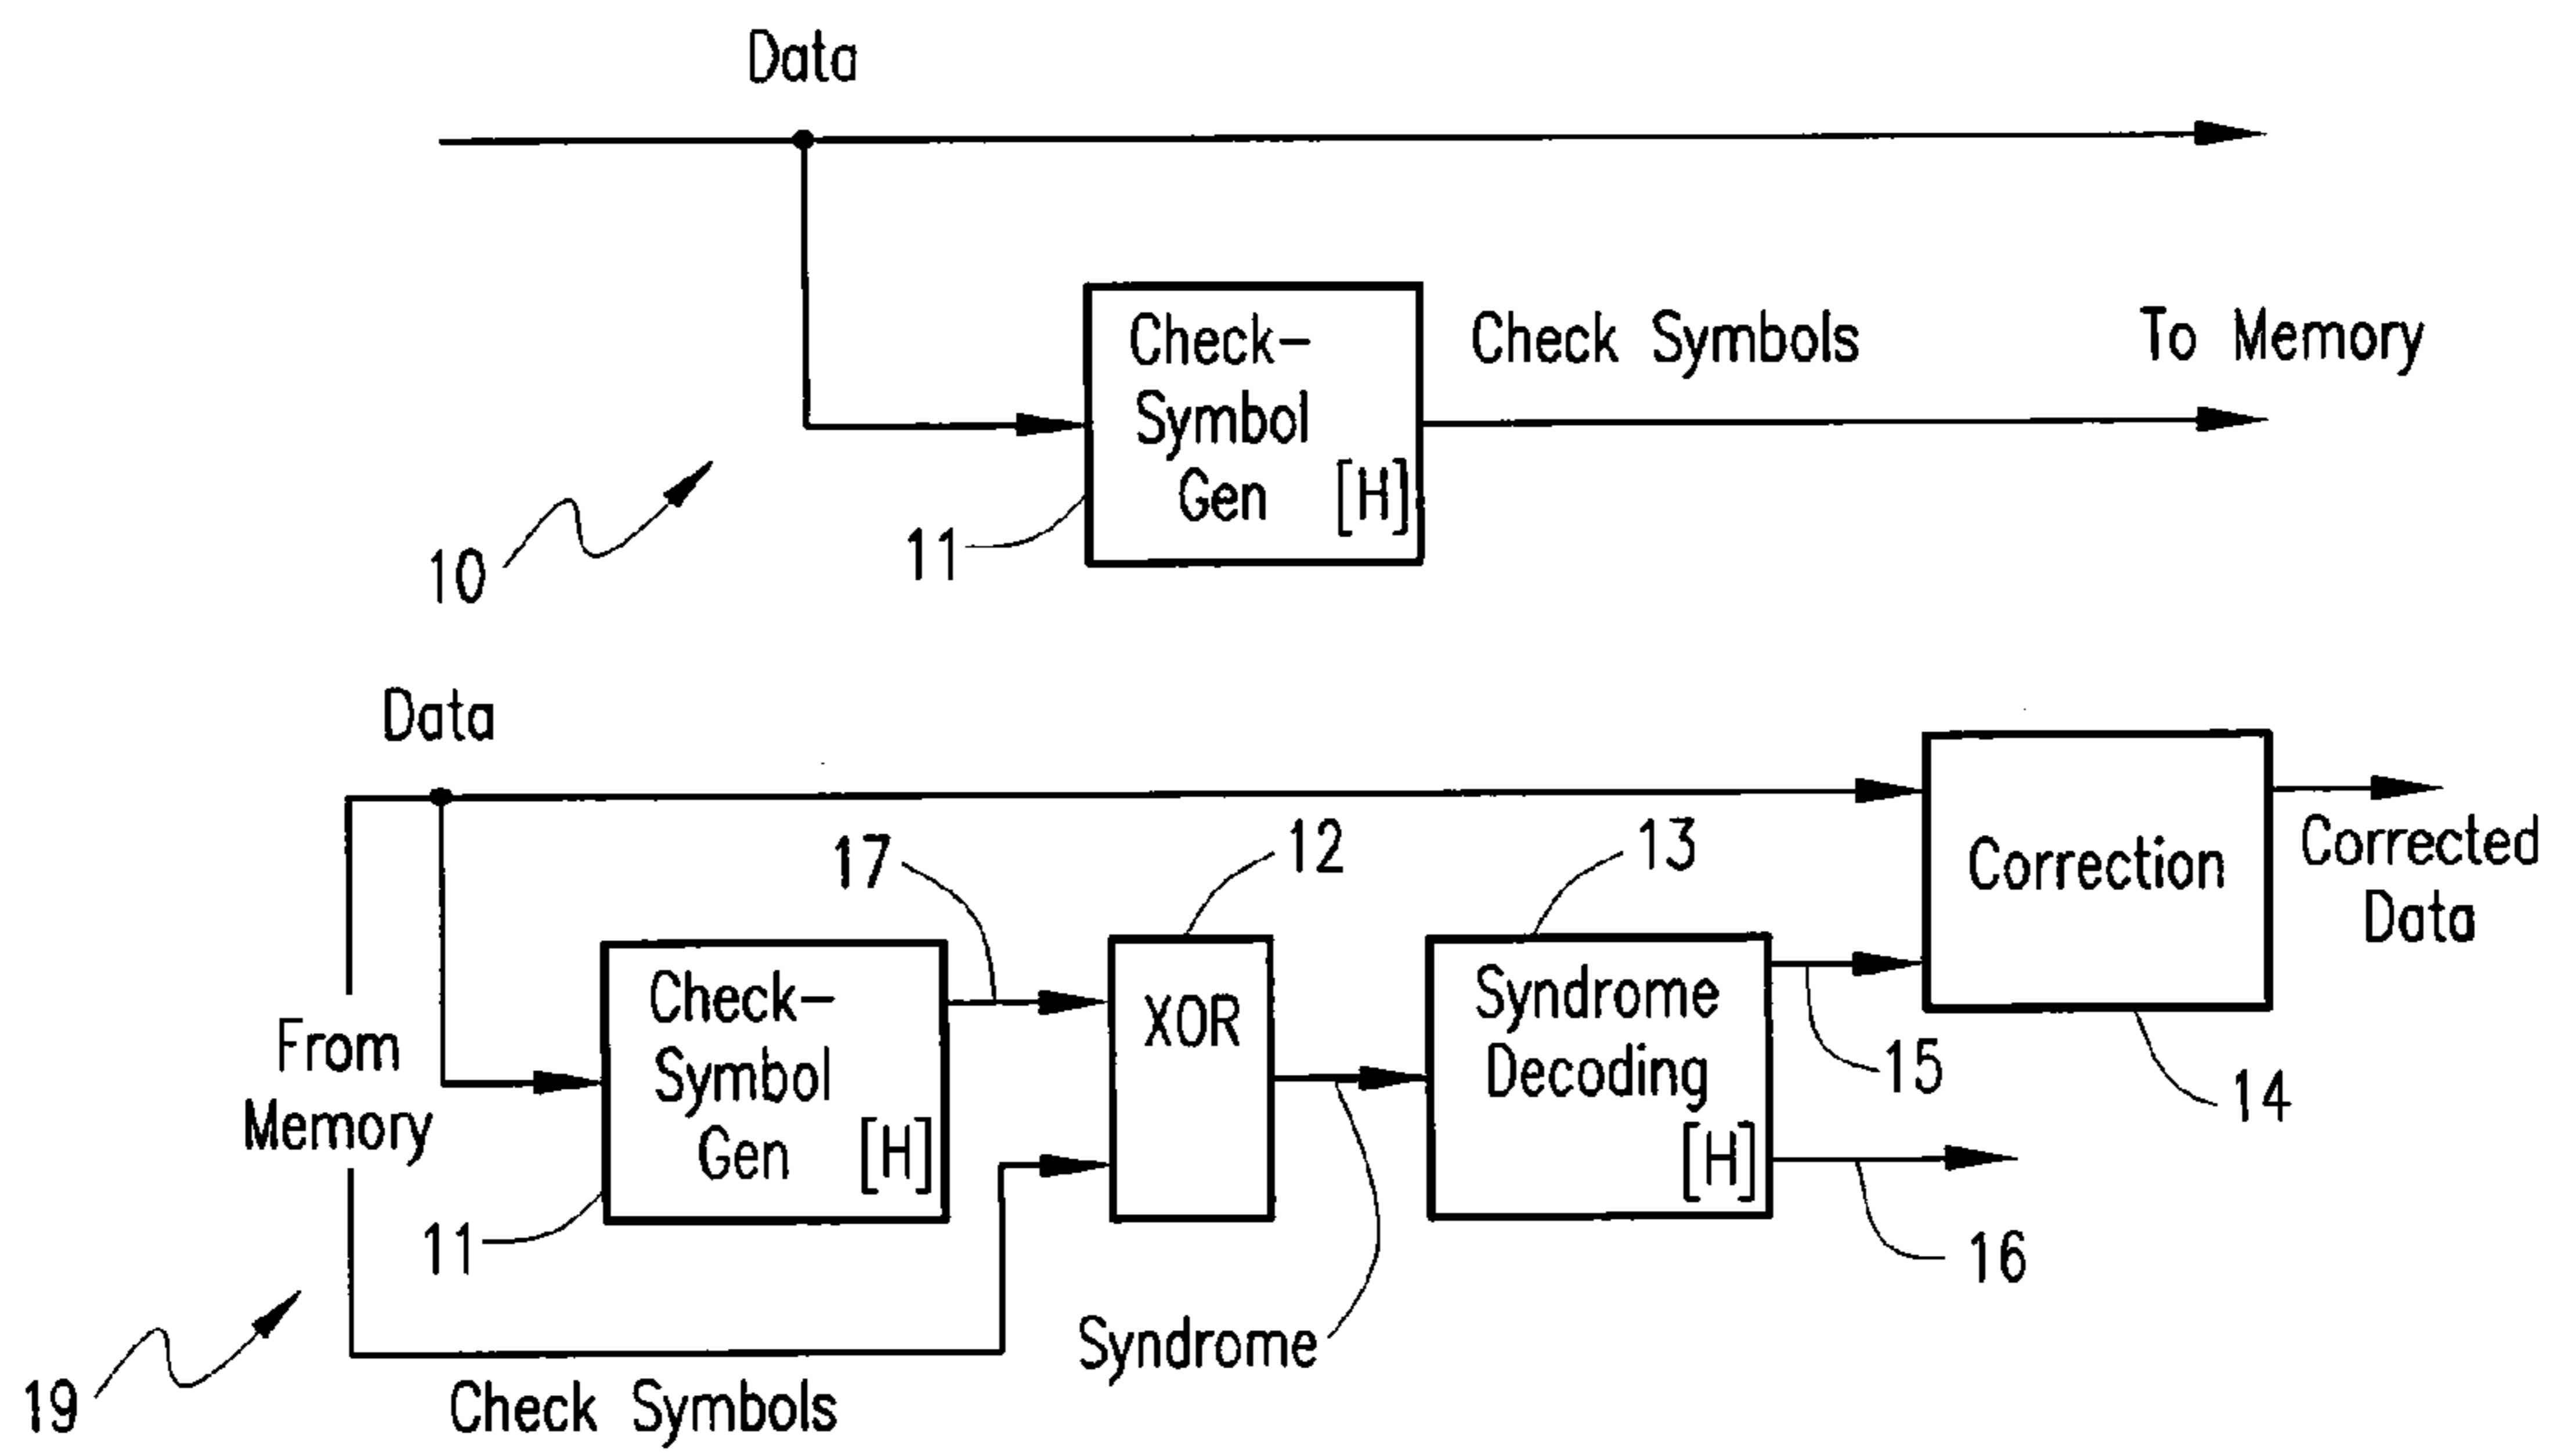 Data
Check-
Symbol
Gen [H]
Check Symbols
To Memory
11
10
Data
17
12
13
Correction
Corrected
Data
Check-
Symbol
Gen [H]
XOR
Syndrome
Decoding
[H]
From
Memory
15
14
11
16
Syndrome
19
Check Symbols